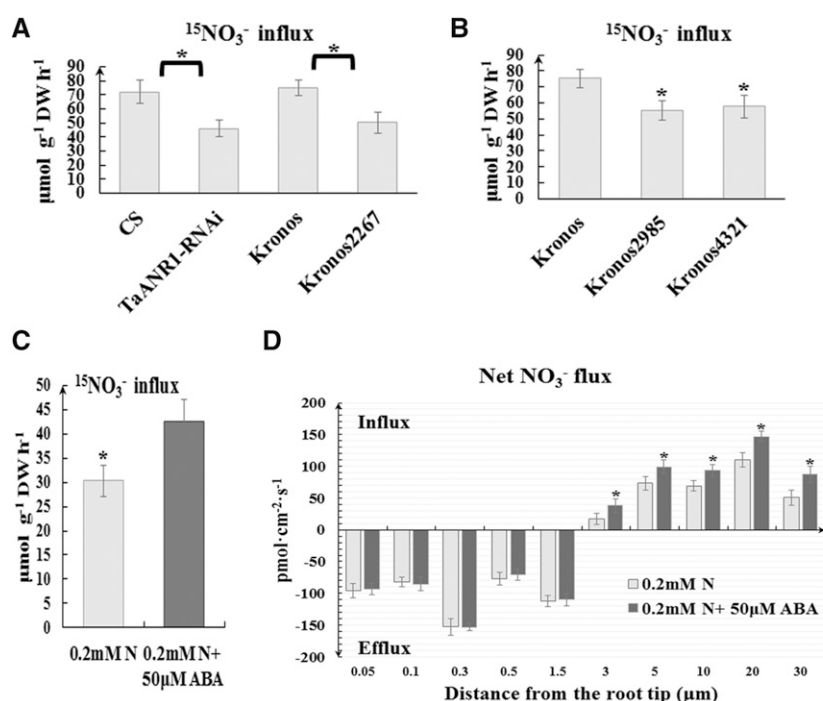 A
¹⁵NO₃⁻ influx
μmol g⁻¹ DW h⁻¹
90
80
70
60
50
40
30
20
10
0
*
*
CS
TaANR1-RNAi
Kronos
Kronos2267
B
¹⁵NO₃⁻ influx
μmol g⁻¹ DW h⁻¹
90
80
70
60
50
40
30
20
10
0
*
*
Kronos
Kronos2985
Kronos4321
C
¹⁵NO₃⁻ influx
μmol g⁻¹ DW h⁻¹
50
45
40
35
30
25
20
15
10
5
0
*
0.2mM N
0.2mM N+
50μM ABA
D
Net NO₃⁻ flux
pmol·cm⁻²·s⁻¹
200
150
100
50
0
-50
-100
-150
-200
Influx
Efflux
*
*
*
*
*
0.2mM N
0.2mM N+ 50μM ABA
0.05 0.1 0.3 0.5 1.5 3 5 10 20 30
Distance from the root tip (μm)